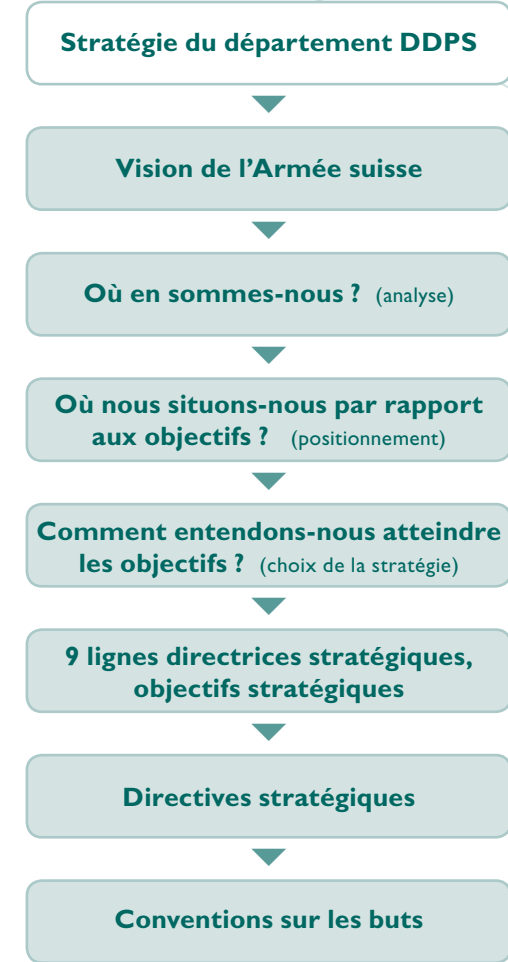 Stratégie du département DDPS
Vision de l'Armée suisse
Où en sommes-nous ? (analyse)
Où nous situons-nous par rapport
aux objectifs ? (positionnement)
Comment entendons-nous atteindre
les objectifs ? (choix de la stratégie)
9 lignes directrices stratégiques,
objectifs stratégiques
Directives stratégiques
Conventions sur les buts